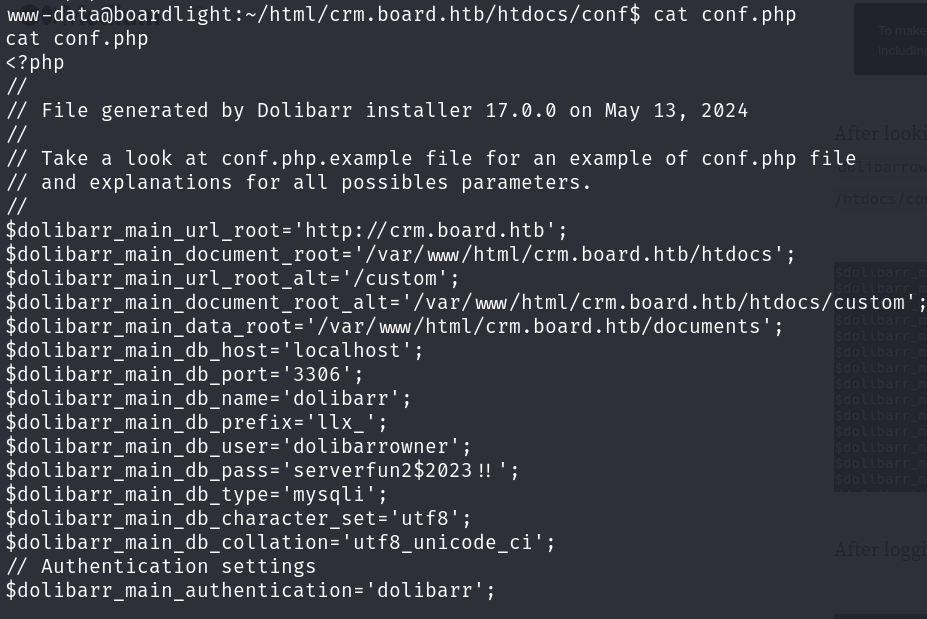 www-data@boardlight:~/html/crm.board.htb/htdocs/conf$ cat conf.php
cat conf.php
<?php
//
// File generated by Dolibarr installer 17.0.0 on May 13, 2024
//
// Take a look at conf.php.example file for an example of conf.php file
// and explanations for all possibles parameters.
//
$dolibarr_main_url_root='http://crm.board.htb';
$dolibarr_main_document_root='/var/www/html/crm.board.htb/htdocs';
$dolibarr_main_url_root_alt='/custom';
$dolibarr_main_document_root_alt='/var/www/html/crm.board.htb/htdocs/custom';
$dolibarr_main_data_root='/var/www/html/crm.board.htb/documents';
$dolibarr_main_db_host='localhost';
$dolibarr_main_db_port='3306';
$dolibarr_main_db_name='dolibarr';
$dolibarr_main_db_prefix='llx_';
$dolibarr_main_db_user='dolibarrowner';
$dolibarr_main_db_pass='serverfun2$2023!!';
$dolibarr_main_db_type='mysqli';
$dolibarr_main_db_character_set='utf8';
$dolibarr_main_db_collation='utf8_unicode_ci';
// Authentication settings
$dolibarr_main_authentication='dolibarr';